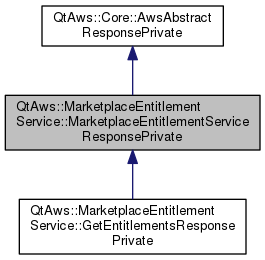 QtAws::Core::AwsAbstract
ResponsePrivate
QtAws::MarketplaceEntitlement
Service::MarketplaceEntitlementService
ResponsePrivate
QtAws::MarketplaceEntitlement
Service::GetEntitlementsResponse
Private